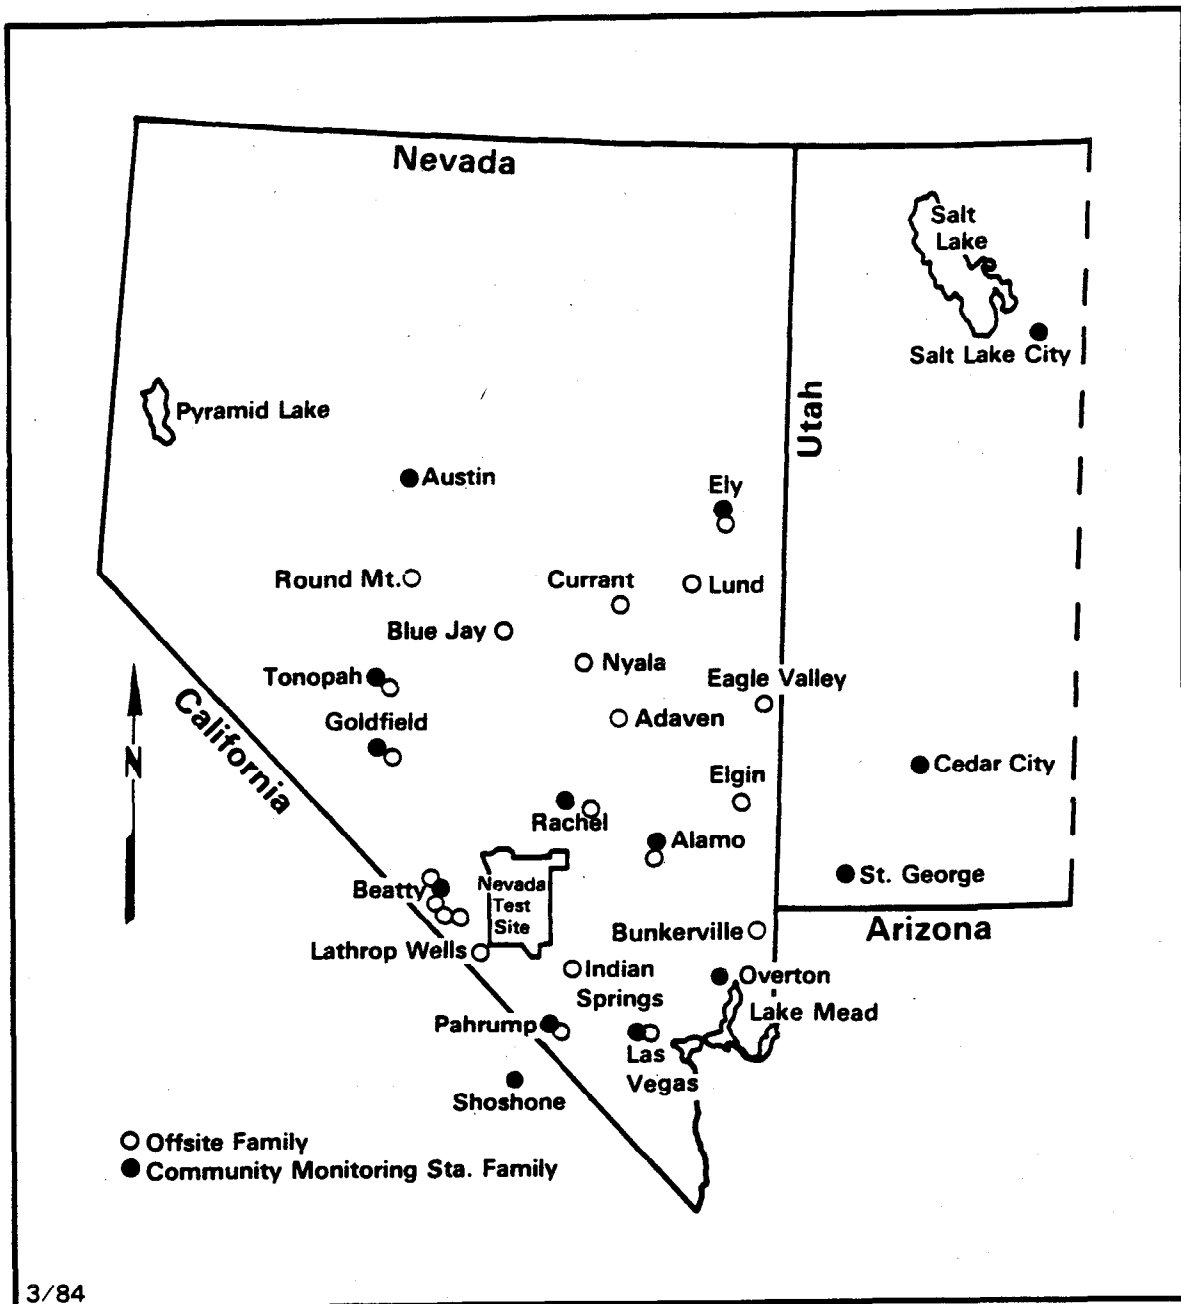 Nevada
Salt
Lake
Salt Lake City
Utah
Pyramid Lake
Austin
Ely
Round Mt.
Currant
Lund
Blue Jay
Nyala
Tonopah
Eagle Valley
California
Goldfield
Adaven
N
Cedar City
Elgin
Rachel
Alamo
St. George
Beatty
Nevada
Test
Site
Bunkerville
Arizona
Lathrop Wells
Indian
Springs
Overton
Lake Mead
Pahrump
Las
Vegas
Shoshone
Offsite Family
Community Monitoring Sta. Family
3/84